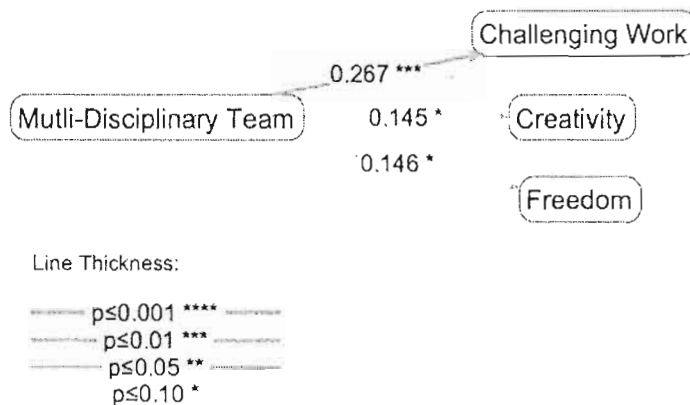 Challenging Work
0.267 ***
Mutli-Disciplinary Team
0.145 *
Creativity
0.146 *
Freedom
Line Thickness:
p≤0.001 ****
p≤0.01 ***
p≤0.05 **
p≤0.10 *